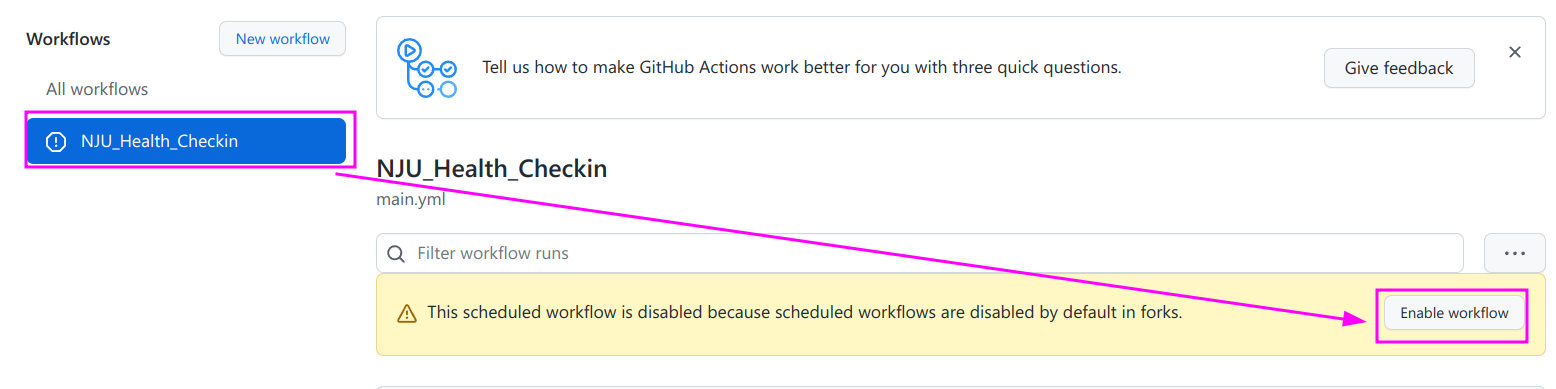 Workflows
New workflow
All workflows
NJU_Health_Checkin
Tell us how to make GitHub Actions work better for you with three quick questions.
Give feedback
NJU_Health_Checkin
main.yml
Filter workflow runs
This scheduled workflow is disabled because scheduled workflows are disabled by default in forks.
Enable workflow